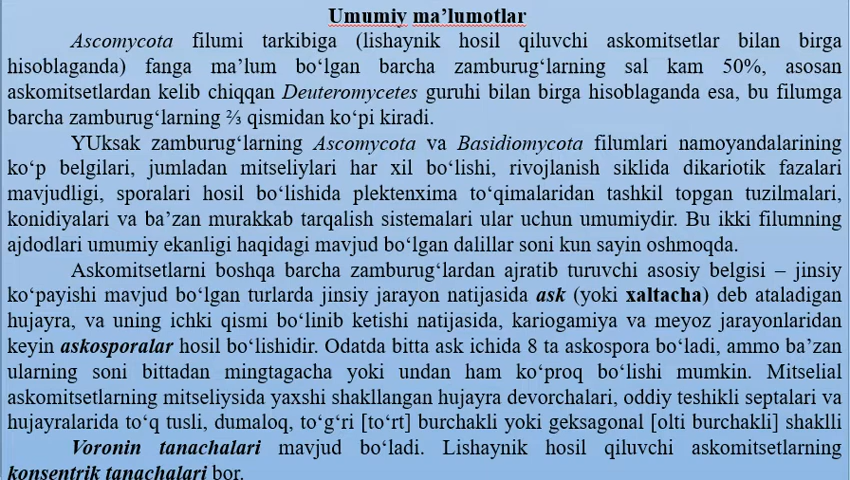 Umumiy ma’lumotlar
Ascomycota filumi tarkibiga (lishaynik hosil qiluvchi askomitsetlar bilan birga
hisoblaganda) fanga ma’lum bo‘lgan barcha zamburug‘larning sal kam 50%, asosan
askomitsetlardan kelib chiqqan Deuteromycetes guruhi bilan birga hisoblaganda esa, bu filumga
barcha zamburug‘larning ⅔ qismidan ko‘pi kiradi.
YUksak zamburug‘larning Ascomycota va Basidiomycota filumlari namoyandalarining
ko‘p belgilari, jumladan mitseliylari har xil bo‘lishi, rivojlanish siklida dikariotik fazalari
mavjudligi, sporalari hosil bo‘lishida plektenxima to‘qimalaridan tashkil topgan tuzilmalari,
konidiyalari va ba’zan murakkab tarqalish sistemalari ular uchun umumiydir. Bu ikki filumning
ajdodlari umumiy ekanligi haqidagi mavjud bo‘lgan dalillar soni kun sayin oshmoqda.
Askomitsetlarni boshqa barcha zamburug‘lardan ajratib turuvchi asosiy belgisi – jinsiy
ko‘payishi mavjud bo‘lgan turlarda jinsiy jarayon natijasida ask (yoki xaltacha) deb ataladigan
hujayra, va uning ichki qismi bo‘linib ketishi natijasida, kariogamiya va meyoz jarayonlaridan
keyin askosporalar hosil bo‘lishidir. Odatda bitta ask ichida 8 ta askospora bo‘ladi, ammo ba’zan
ularning soni bittadan mingtagacha yoki undan ham ko‘proq bo‘lishi mumkin. Mitselial
askomitsetlarning mitseliysida yaxshi shakllangan hujayra devorchalari, oddiy teshikli septalari va
hujayralarida to‘q tusli, dumaloq, to‘g‘ri [to‘rt] burchakli yoki geksagonal [olti burchakli] shaklli
Voronin tanachalari mavjud bo‘ladi. Lishaynik hosil qiluvchi askomitsetlarning
konsentrik tanachalari bor.